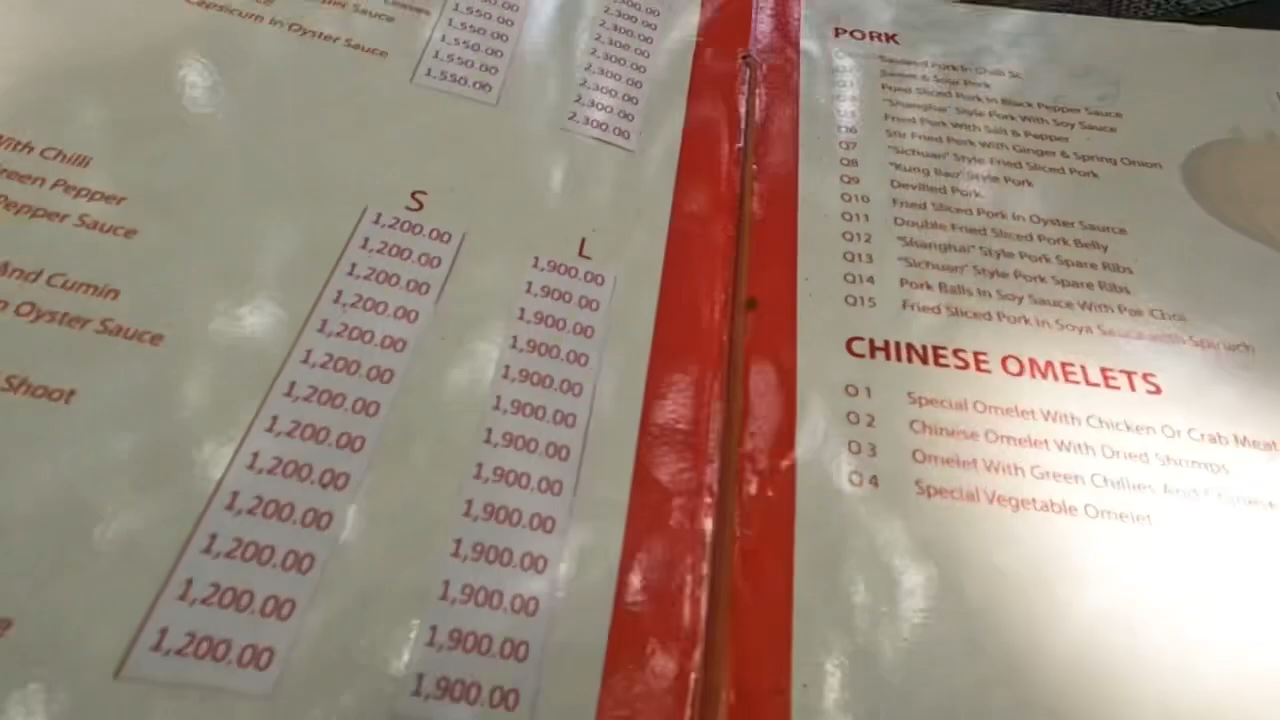 Sauce
Capsicum In Oyster Sauce
1,550.00
1,550.00
1,550.00
1,550.00
1,550.00
2,300.00
2,300.00
2,300.00
2,300.00
2,300.00
2,300.00
2,300.00
2,300.00
With Chilli
Green Pepper
Pepper Sauce
And Cumin
Oyster Sauce
Shoot
S
1,200.00
1,200.00
1,200.00
1,200.00
1,200.00
1,200.00
1,200.00
1,200.00
1,200.00
1,200.00
1,200.00
1,200.00
1,200.00
L
1,900.00
1,900.00
1,900.00
1,900.00
1,900.00
1,900.00
1,900.00
1,900.00
1,900.00
1,900.00
1,900.00
1,900.00
1,900.00
PORK
Pork In Chilli
Sweet & Sour Pork
Fried Sliced Pork In Black Pepper Sauce
"Shanghai" Style Pork With Soy Sauce
Fried Pork With Salt & Pepper
Q6 Stir Fried Pork with Ginger & Spring Onion
Q7 "Sichuan" Style Fried Sliced Pork
Q8 "Kung Bao" Style Pork
Q9 Devilled Pork
Q10 Fried Sliced Pork In Oyster Saurce
Q11 Double Fried Sliced Pork Belly
Q12 "Shanghai" Style Pork Spare Ribs
Q13 "Sichuan" Style Pork Spare Ribs
Q14 Pork Balls In Soy Sauce With Pak Choi
Q15 Fried Sliced Pork In Soya Sauce with Spinach
CHINESE OMELETS
O 1 Special Omelet With Chicken Or Crab Meat
O 2 Chinese Omelet With Dried Shrimps
O 3 Omelet With Green Chillies And
O 4 Special Vegetable Omelet